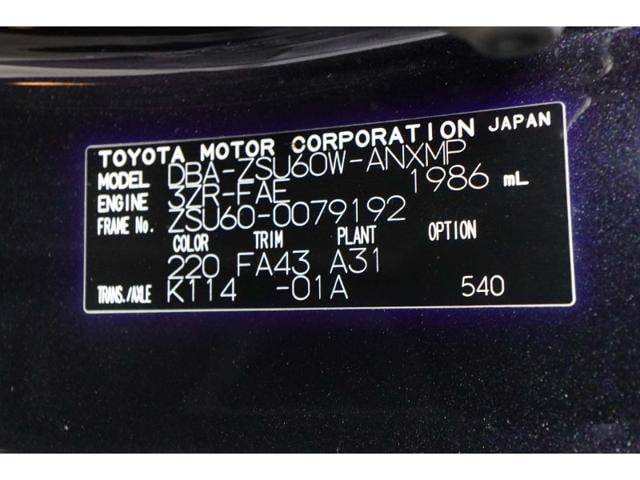 TOYOTA MOTOR CORPORATION JAPAN
MODEL DBA-ZSU60W-ANXMP
ENGINE 3ZR-FAE 1986 mL
FRAME No. ZSU60-0079192
COLOR TRIM PLANT OPTION
220 FA43 A31
TRANS./AXLE K114 -01A 540